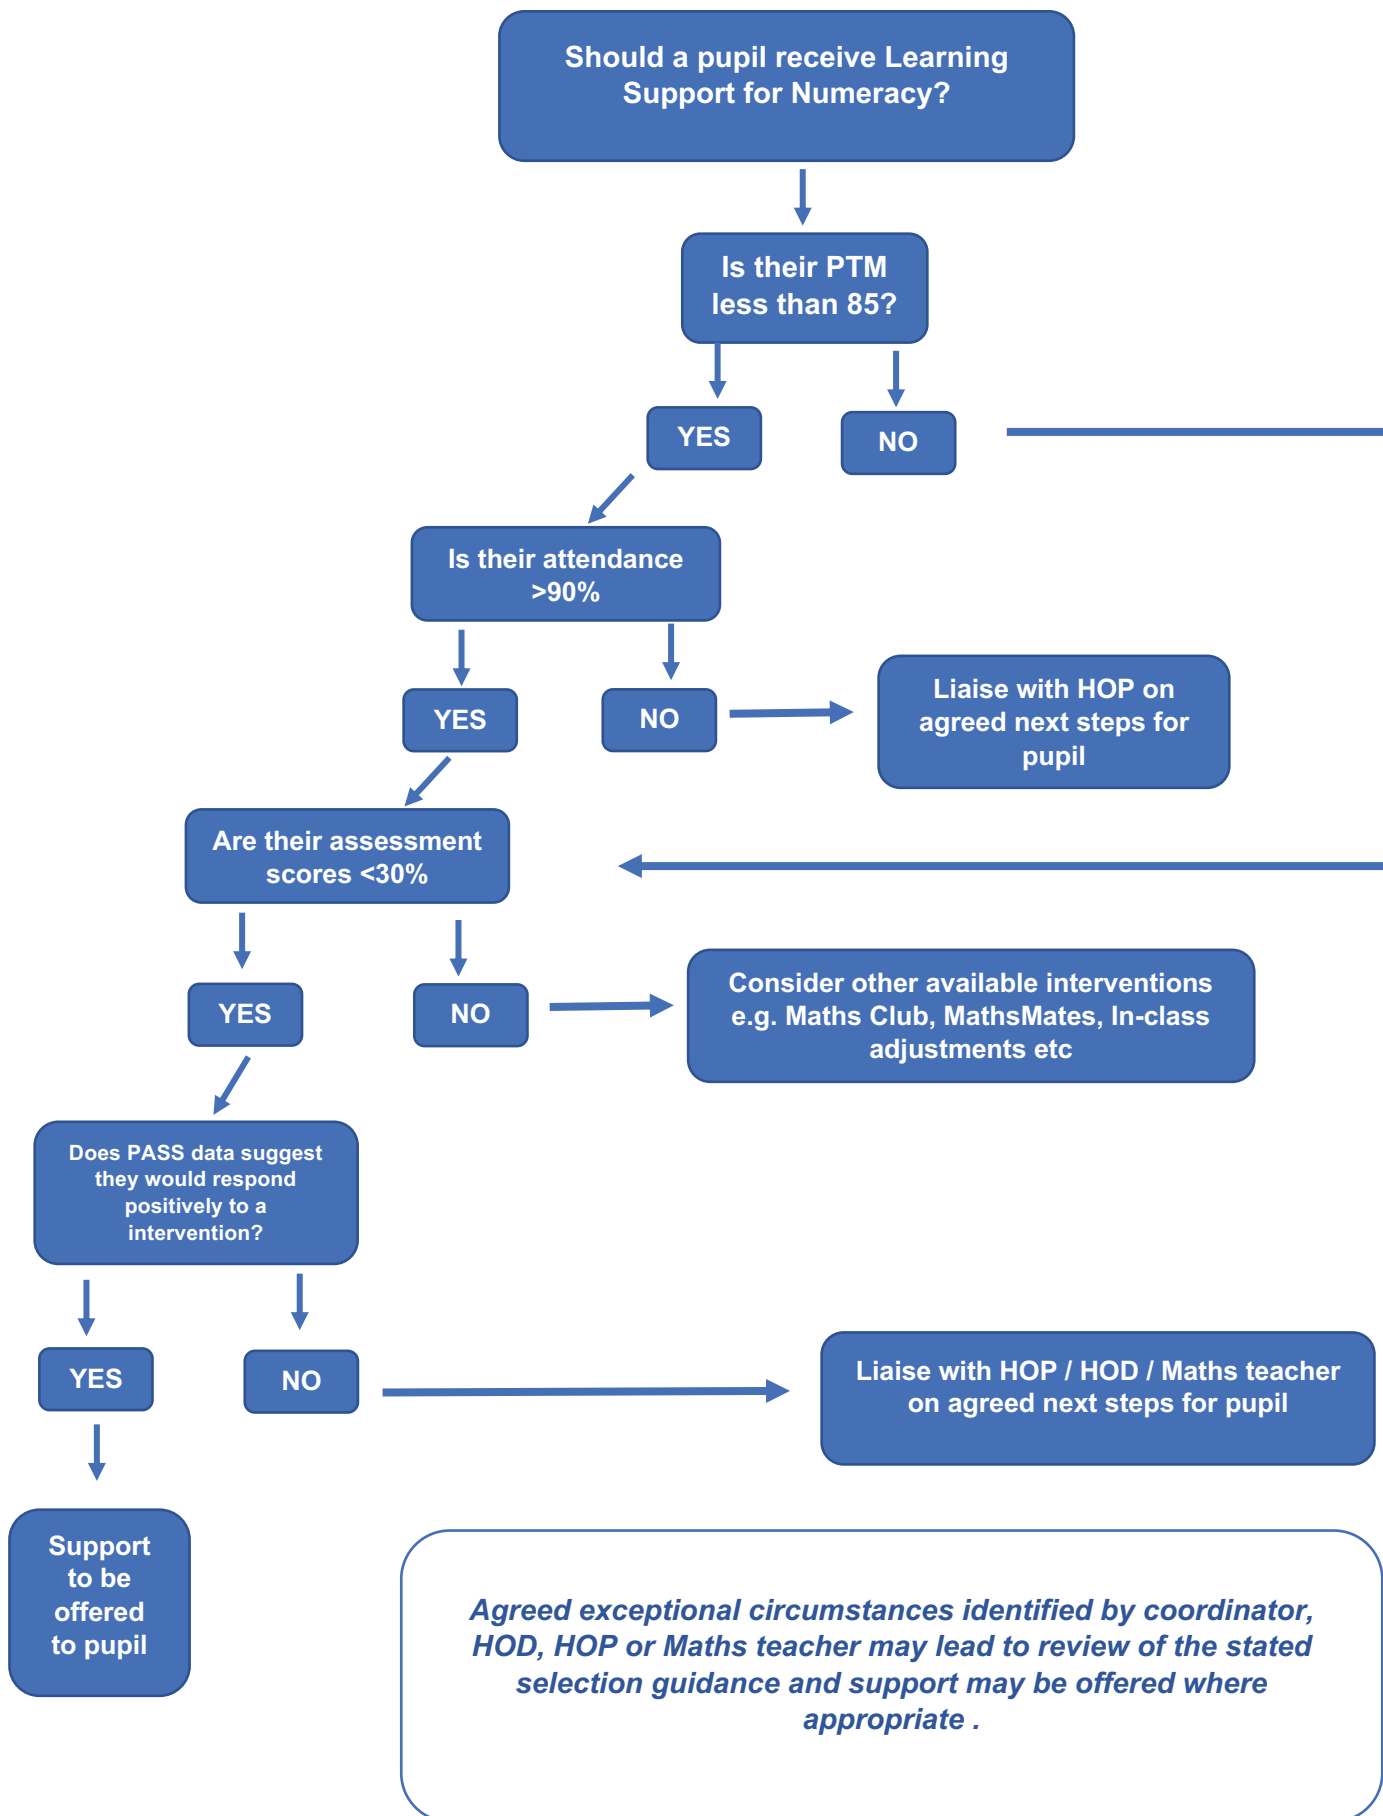 Should a pupil receive Learning
Support for Numeracy?
Is their PTM
less than 85?
YES
NO
Is their attendance
>90%
YES
NO
Liaise with HOP on
agreed next steps for
pupil
Are their assessment
scores <30%
YES
NO
Consider other available interventions
e.g. Maths Club, MathsMates, In-class
adjustments etc
Does PASS data suggest
they would respond
positively to a
intervention?
YES
NO
Liaise with HOP / HOD / Maths teacher
on agreed next steps for pupil
Support
to be
offered
to pupil
Agreed exceptional circumstances identified by coordinator,
HOD, HOP or Maths teacher may lead to review of the stated
selection guidance and support may be offered where
appropriate .